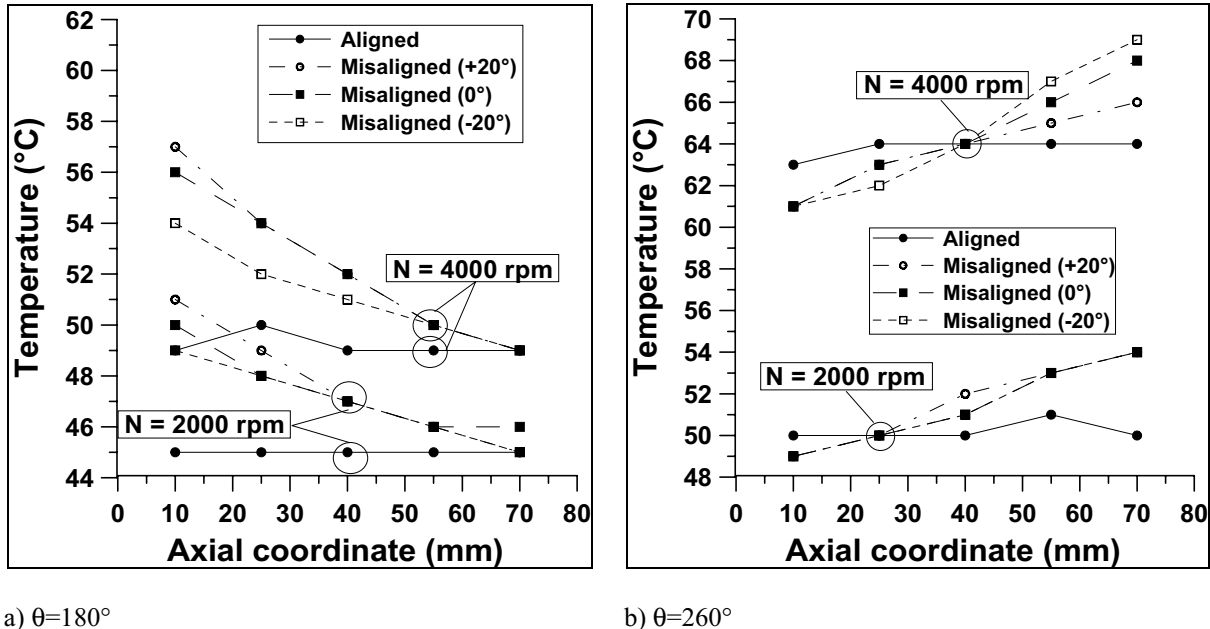 62
60
58
56
54
52
50
48
46
44
Temperature (°C)
Aligned
Misaligned (+20°)
Misaligned (0°)
Misaligned (-20°)
N = 4000 rpm
N = 2000 rpm
0 10 20 30 40 50 60 70 80
Axial coordinate (mm)
a) θ=180°
70
68
66
64
62
60
58
56
54
52
50
48
Temperature (°C)
N = 4000 rpm
Aligned
Misaligned (+20°)
Misaligned (0°)
Misaligned (-20°)
N = 2000 rpm
0 10 20 30 40 50 60 70 80
Axial coordinate (mm)
b) θ=260°